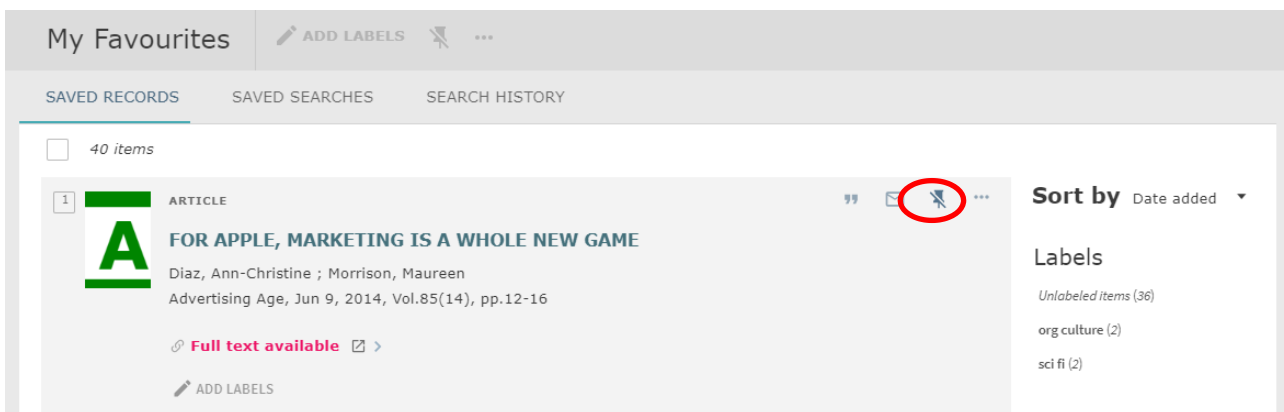 My Favourites
ADD LABELS
SAVED RECORDS
SAVED SEARCHES
SEARCH HISTORY
40 items
1
A
ARTICLE
FOR APPLE, MARKETING IS A WHOLE NEW GAME
Diaz, Ann-Christine ; Morrison, Maureen
Advertising Age, Jun 9, 2014, Vol.85(14), pp.12-16
Full text available
ADD LABELS
Sort by Date added
Labels
Unlabeled items (36)
org culture (2)
sci fi (2)